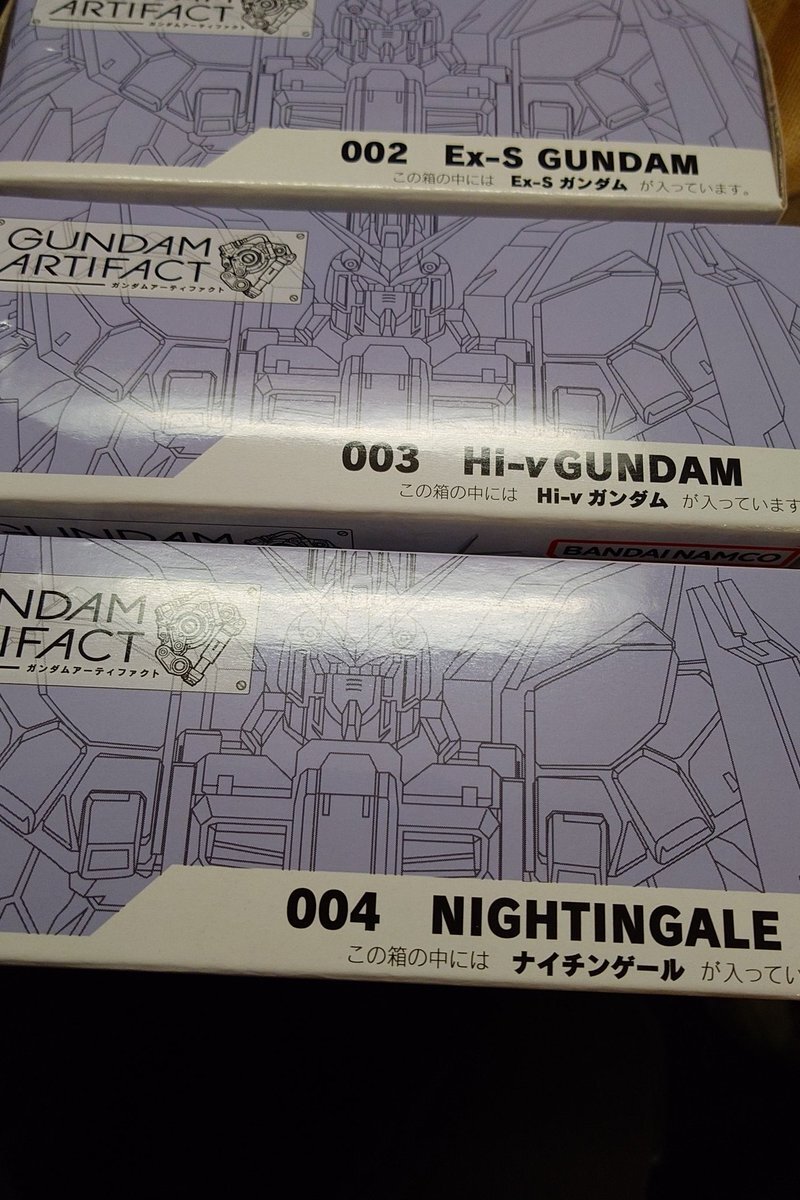 ARTIFACT
ガンダムアーティファクト
002 Ex-S GUNDAM
この箱の中には Ex-S ガンダム が入っています。
GUNDAM
ARTIFACT
ガンダムアーティファクト
003 Hi-νGUNDAM
この箱の中には Hi-ν ガンダム が入っています
GUNDAM
BANDAI NAMCO
NDAM
IFACT
ガンダムアーティファクト
004 NIGHTINGALE
この箱の中には ナイチンゲール が入ってい